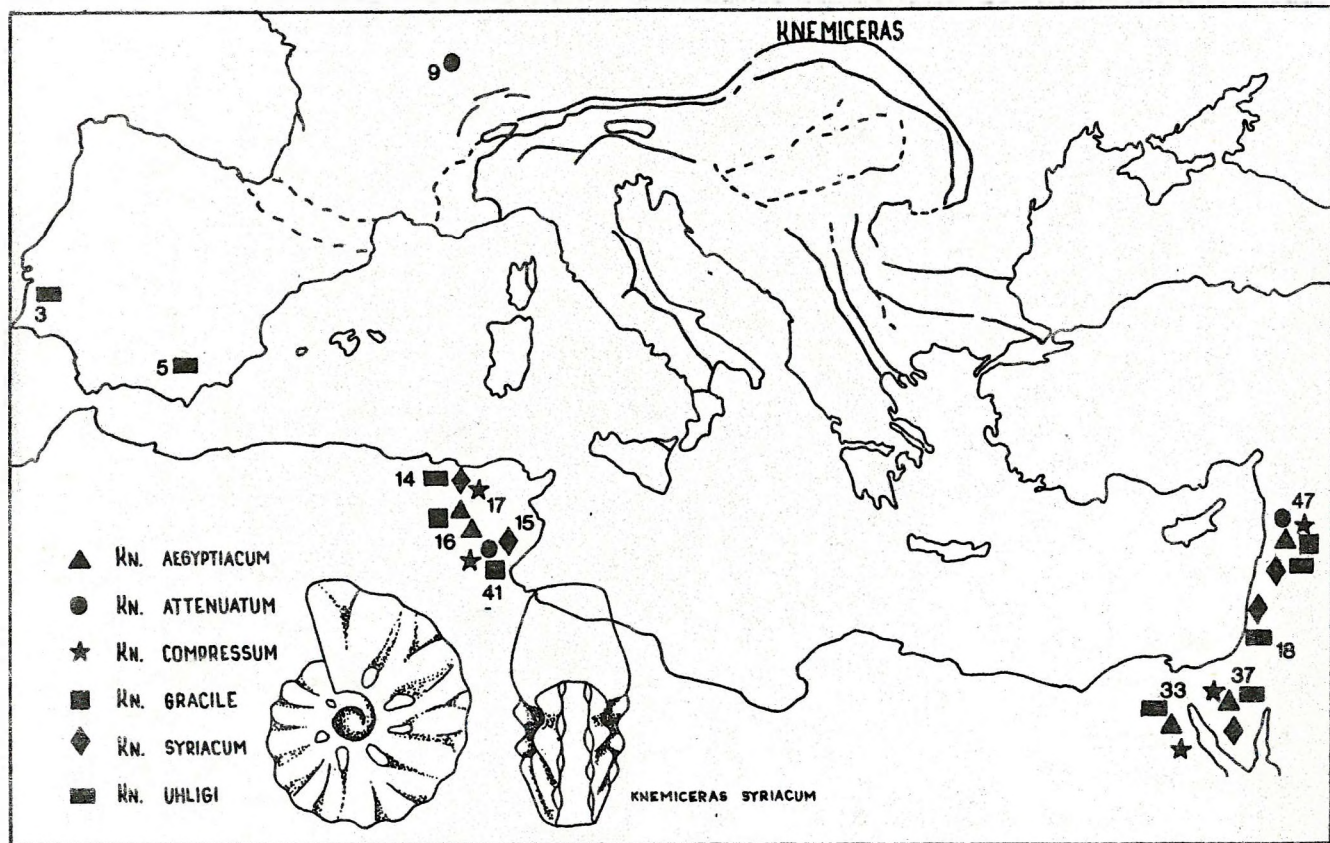 KNEMICERAS
9
3
5
14
17
15
16
41
47
18
37
33
Kn. AEGYPTIACUM
Kn. ATTENUATUM
Kn. COMPRESSUM
Kn. GRACILE
Kn. SYRIACUM
Kn. UHLIGI
KNEMICERAS SYRIACUM